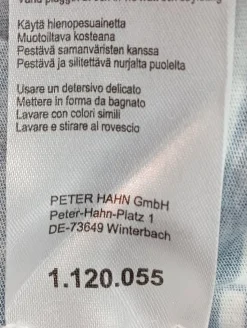 Käytä hienopesuainetta
Muotoiltava kosteana
Pestävä samanväristen kanssa
Pestävä ja silitettävä nurjalta puolelta
Usare un detersivo delicato
Mettere in forma da bagnato
Lavare con colori simili
Lavare e stirare al rovescio
PETER HAHN GmbH
Peter-Hahn-Platz 1
DE-73649 Winterbach
1.120.055